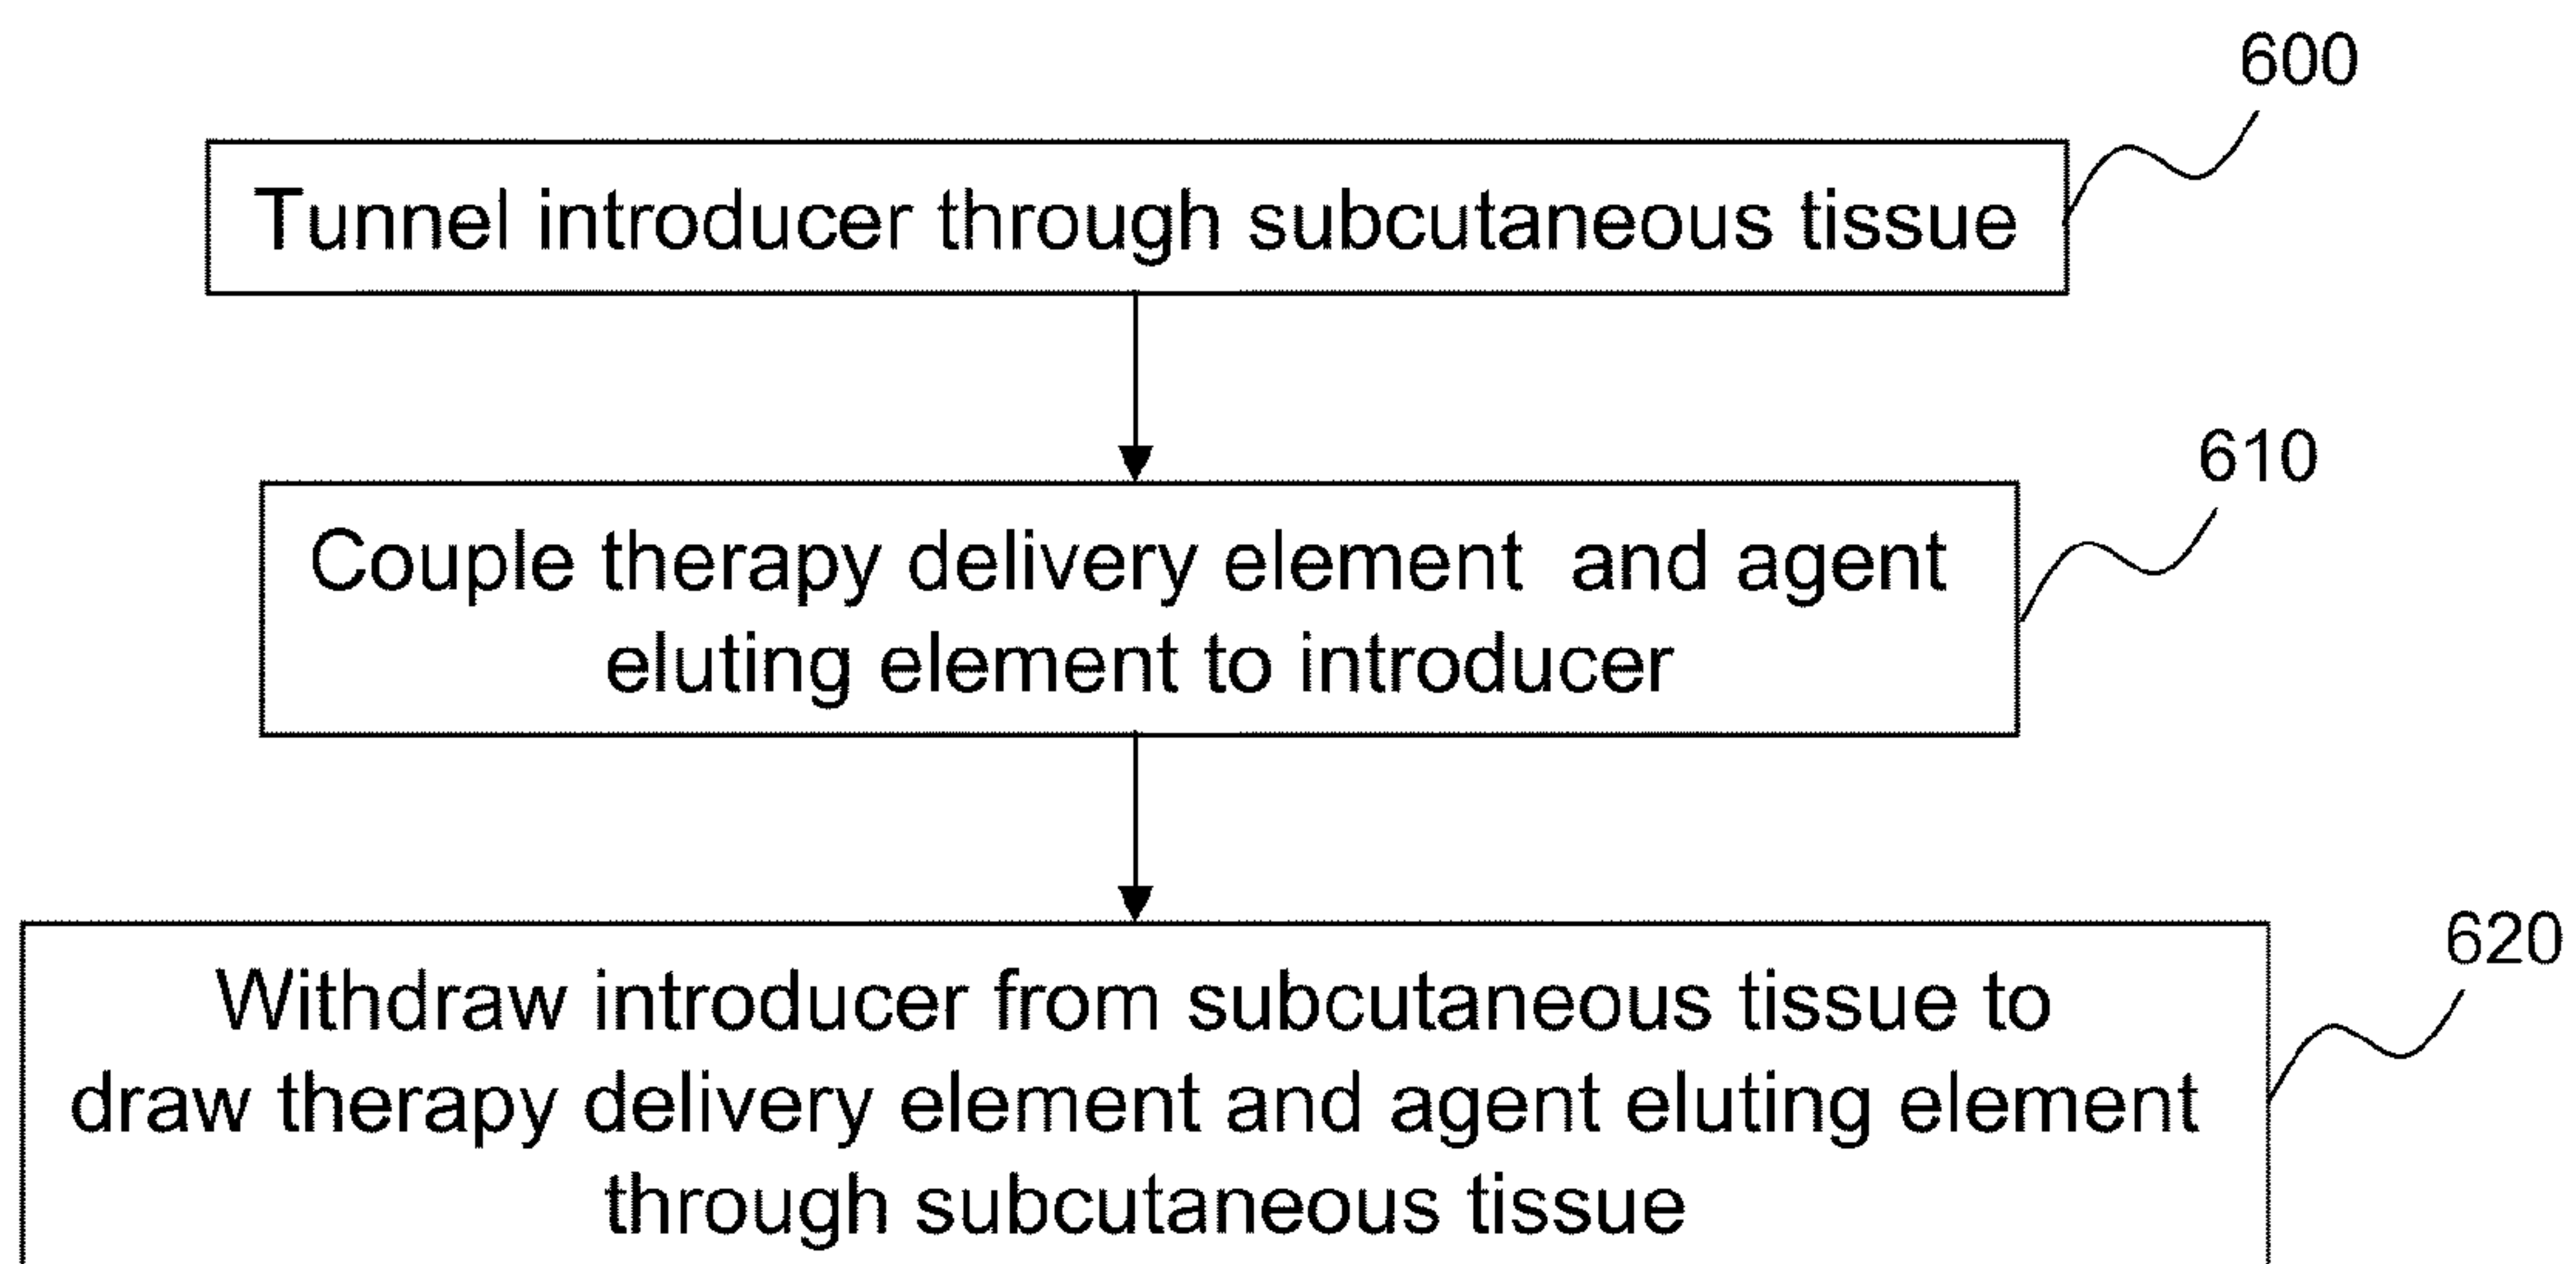 600
Tunnel introducer through subcutaneous tissue
610
Couple therapy delivery element and agent
eluting element to introducer
620
Withdraw introducer from subcutaneous tissue to
draw therapy delivery element and agent eluting element
through subcutaneous tissue